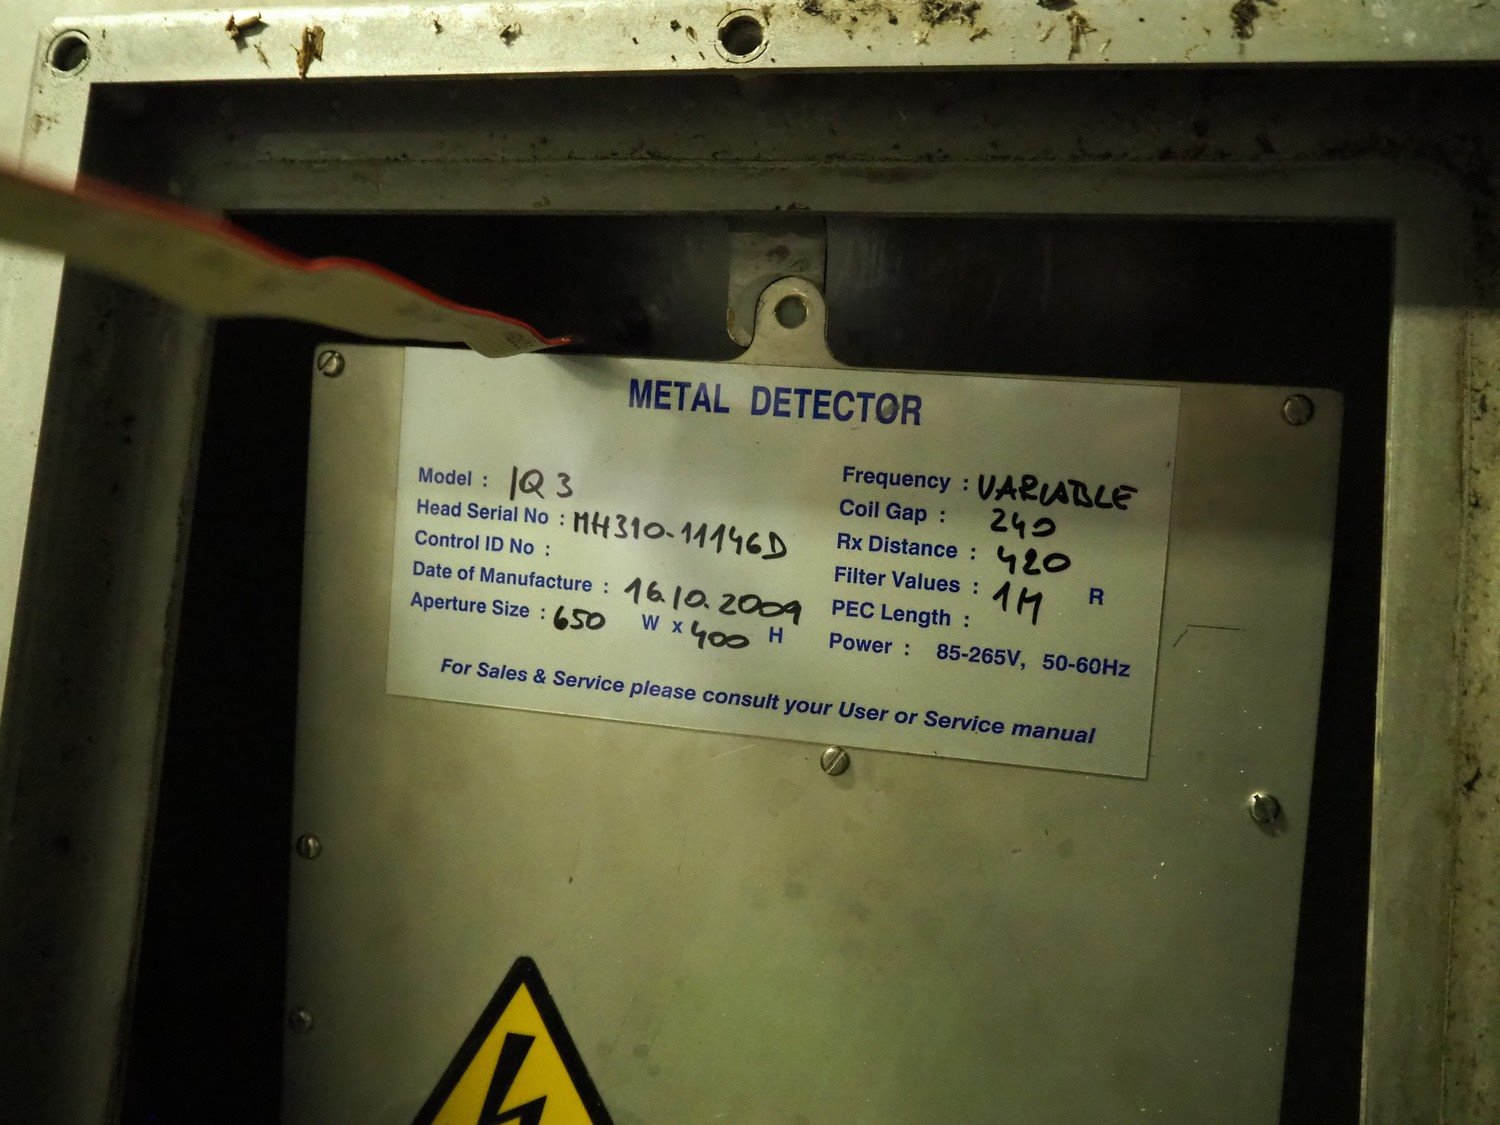 METAL DETECTOR
Model : IQ3
Head Serial No : MH310-11146D
Control ID No :
Date of Manufacture : 16.10.2009
Aperture Size : 650 W x 400 H
Frequency : VARIABLE
Coil Gap : 240
Rx Distance : 420
Filter Values : 1M R
PEC Length :
Power : 85-265V, 50-60Hz
For Sales & Service please consult your User or Service manual